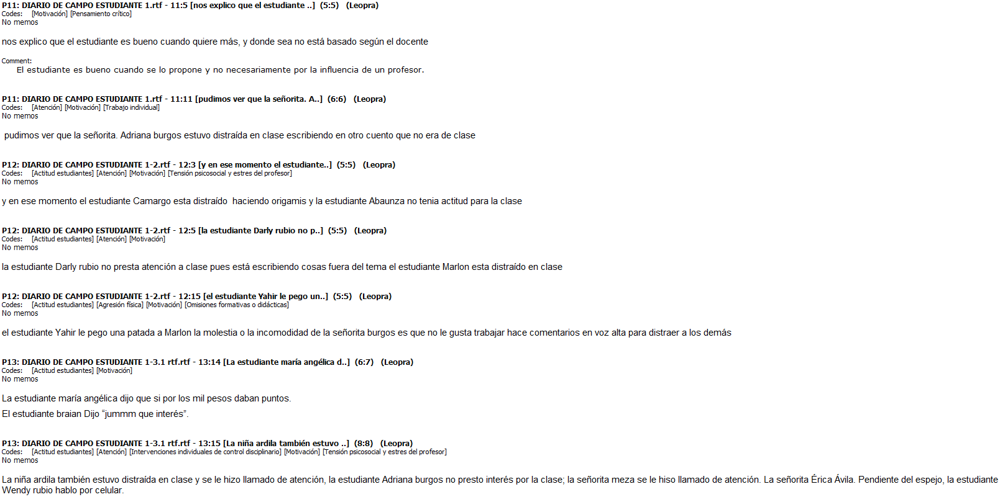 P11: DIARIO DE CAMPO ESTUDIANTE 1.rtf - 11:5 [nos explico que el estudiante ..] (5:5) (Leopra)
Codes: [Motivación] [Pensamiento crítico]
No memos
nos explico que el estudiante es bueno cuando quiere más, y donde sea no está basado según el docente
Comment:
El estudiante es bueno cuando se lo propone y no necesariamente por la influencia de un profesor.
P11: DIARIO DE CAMPO ESTUDIANTE 1.rtf - 11:11 [pudimos ver que la señorita. A..] (6:6) (Leopra)
Codes: [Atención] [Motivación] [Trabajo individual]
No memos
pudimos ver que la señorita. Adriana burgos estuvo distraída en clase escribiendo en otro cuento que no era de clase
P12: DIARIO DE CAMPO ESTUDIANTE 1-2.rtf - 12:3 [y en ese momento el estudiante..] (5:5) (Leopra)
Codes: [Actitud estudiantes] [Atención] [Motivación] [Tensión psicosocial y estres del profesor]
No memos
y en ese momento el estudiante Camargo esta distraído haciendo origamis y la estudiante Abaunza no tenia actitud para la clase
P12: DIARIO DE CAMPO ESTUDIANTE 1-2.rtf - 12:5 [la estudiante Darly rubio no p..] (5:5) (Leopra)
Codes: [Actitud estudiantes] [Atención] [Motivación]
No memos
la estudiante Darly rubio no presta atención a clase pues está escribiendo cosas fuera del tema el estudiante Marlon esta distraído en clase
P12: DIARIO DE CAMPO ESTUDIANTE 1-2.rtf - 12:15 [el estudiante Yahir le pego un..] (5:5) (Leopra)
Codes: [Actitud estudiantes] [Agresión física] [Motivación] [Omisiones formativas o didácticas]
No memos
el estudiante Yahir le pego una patada a Marlon la molestia o la incomodidad de la señorita burgos es que no le gusta trabajar hace comentarios en voz alta para distraer a los demás
P13: DIARIO DE CAMPO ESTUDIANTE 1-3.1 rtf.rtf - 13:14 [La estudiante maría angélica d..] (6:7) (Leopra)
Codes: [Actitud estudiantes] [Motivación]
No memos
La estudiante maría angélica dijo que si por los mil pesos daban puntos.
El estudiante braian Dijo “jummm que interés”.
P13: DIARIO DE CAMPO ESTUDIANTE 1-3.1 rtf.rtf - 13:15 [La niña ardila también estuvo ..] (8:8) (Leopra)
Codes: [Actitud estudiantes] [Atención] [Intervenciones individuales de control disciplinario] [Motivación] [Tensión psicosocial y estres del profesor]
No memos
La niña ardila también estuvo distraída en clase y se le hizo llamado de atención, la estudiante Adriana burgos no presto interés por la clase; la señorita meza se le hiso llamado de atención. La señorita Érica Ávila. Pendiente del espejo, la estudiante
Wendy rubio hablo por celular.